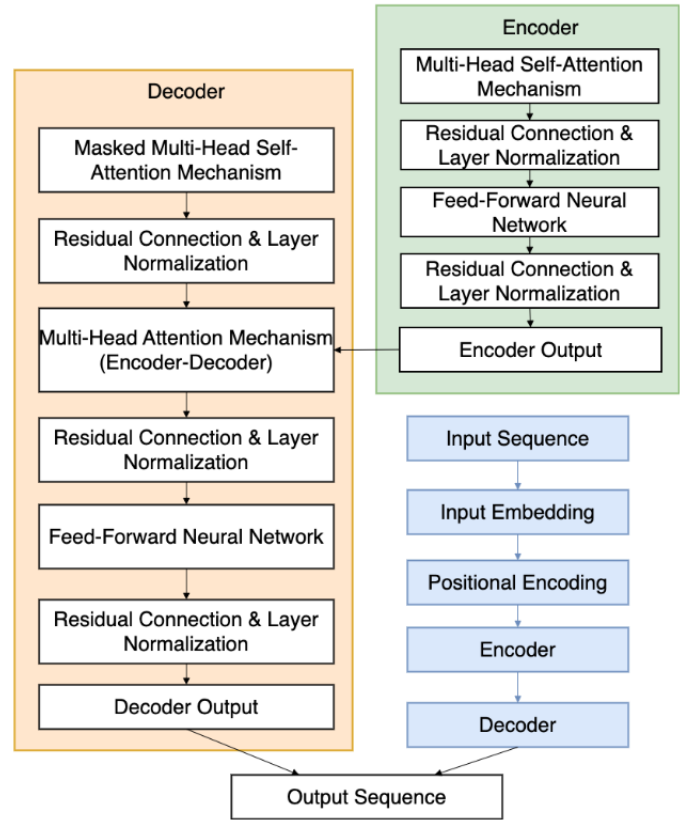 Encoder
Multi-Head Self-Attention
Mechanism
Residual Connection &
Layer Normalization
Feed-Forward Neural
Network
Residual Connection &
Layer Normalization
Encoder Output
Decoder
Masked Multi-Head Self-
Attention Mechanism
Residual Connection & Layer
Normalization
Multi-Head Attention Mechanism
(Encoder-Decoder)
Residual Connection & Layer
Normalization
Feed-Forward Neural Network
Residual Connection & Layer
Normalization
Decoder Output
Input Sequence
Input Embedding
Positional Encoding
Encoder
Decoder
Output Sequence